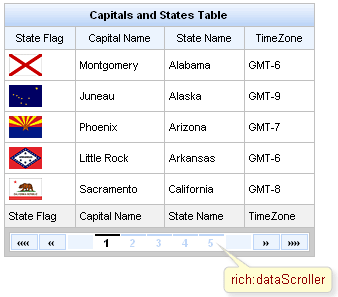 Capitals and States Table
State Flag Capital Name State Name TimeZone
Montgomery Alabama GMT-6
Juneau Alaska GMT-9
Phoenix Arizona GMT-7
Little Rock Arkansas GMT-6
Sacramento California GMT-8
State Flag Capital Name State Name TimeZone
«« « 1 2 3 4 5 » »»
rich:dataScroller